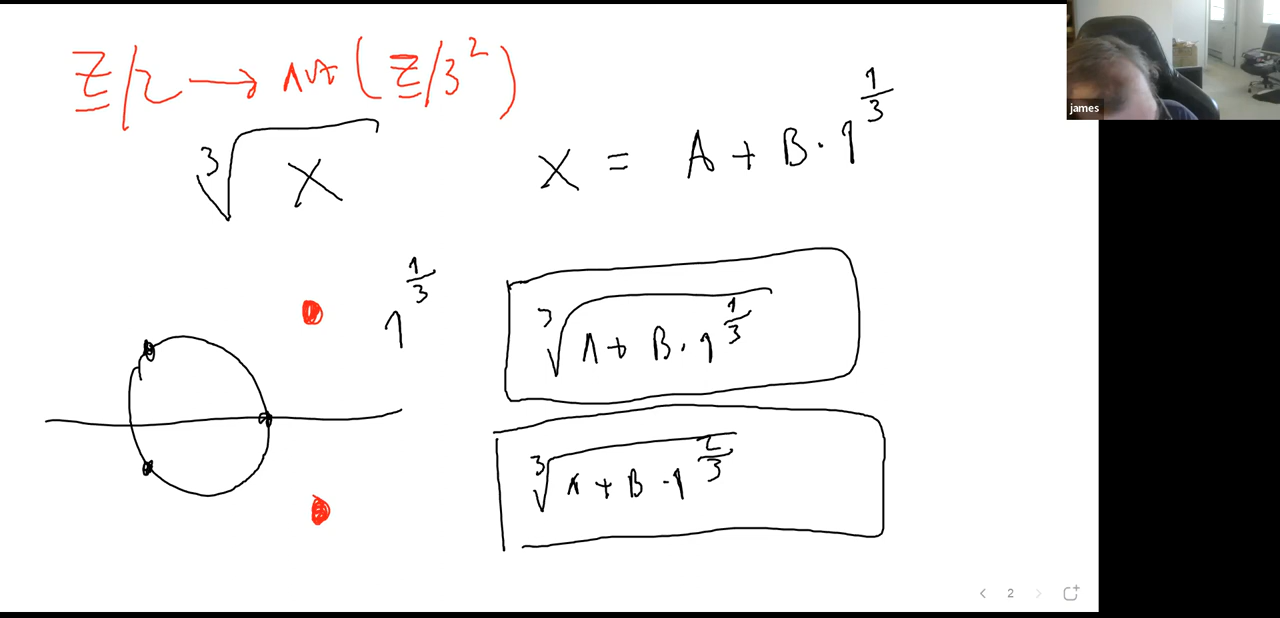 Z/2 → Aut(Z/3²)
∛X
X = A + B · 1^(1/3)
1^(1/3)
∛(A + B · 1^(1/3))
∛(A + B · 1^(2/3))
james
2